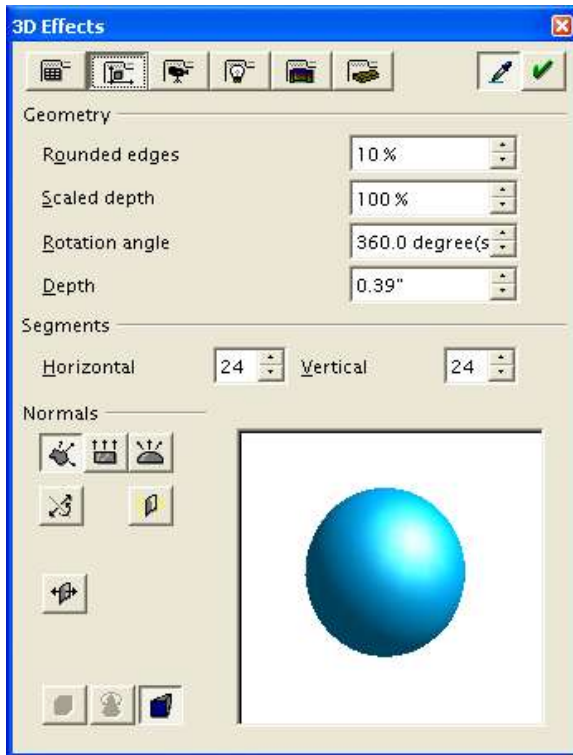 3D Effects
Geometry
Rounded edges 10 %
Scaled depth 100 %
Rotation angle 360.0 degree(s
Depth 0.39"
Segments
Horizontal 24 Vertical 24
Normals